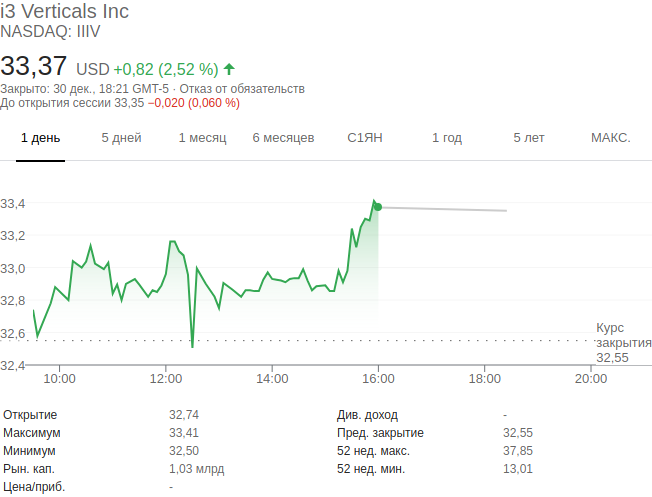 i3 Verticals Inc
NASDAQ: IIIV
33,37 USD +0,82 (2,52 %)
Закрыто: 30 дек., 18:21 GMT-5 · Отказ от обязательств
До открытия сессии 33,35 −0,020 (0,060 %)
1 день 5 дней 1 месяц 6 месяцев С1ЯН 1 год 5 лет МАКС.
33,4
33,2
33,0
32,8
32,6
32,4
Курс
закрытия
32,55
10:00 12:00 14:00 16:00 18:00 20:00
Открытие 32,74 Див. доход -
Максимум 33,41 Пред. закрытие 32,55
Минимум 32,50 52 нед. макс. 37,85
Рын. кап. 1,03 млрд 52 нед. мин. 13,01
Цена/приб. -